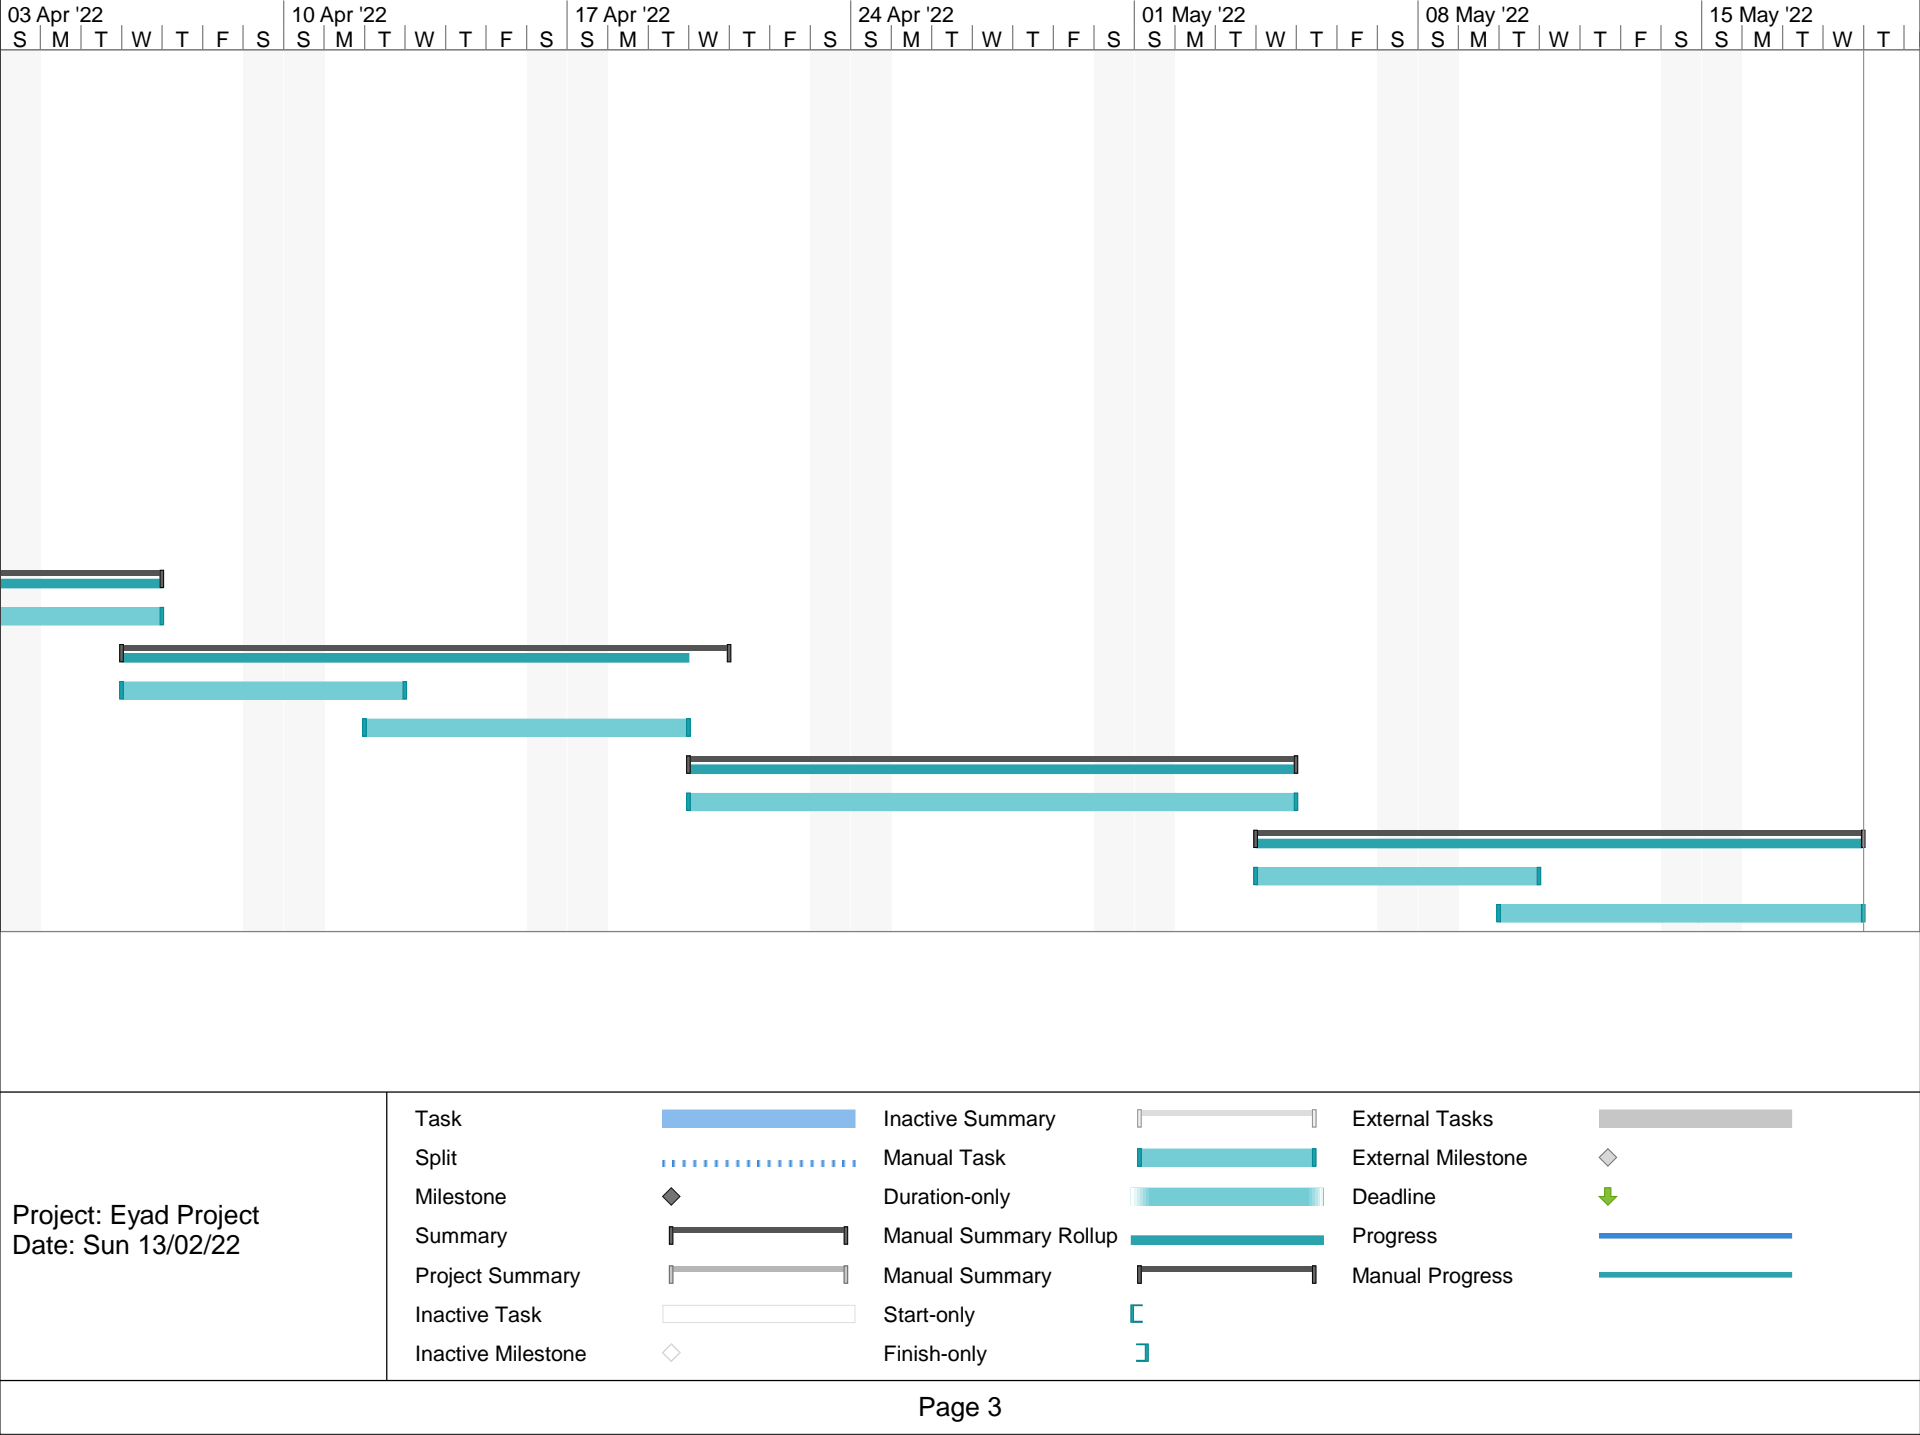 03 Apr '22 10 Apr '22 17 Apr '22 24 Apr '22 01 May '22 08 May '22 15 May '22
S M T W T F S S M T W T F S S M T W T F S S M T W T F S S M T W T F S S M T W T F S S M T W T
Project: Eyad Project
Date: Sun 13/02/22
Task
Split
Milestone
Summary
Project Summary
Inactive Task
Inactive Milestone
Inactive Summary
Manual Task
Duration-only
Manual Summary Rollup
Manual Summary
Start-only
Finish-only
External Tasks
External Milestone
Deadline
Progress
Manual Progress
Page 3